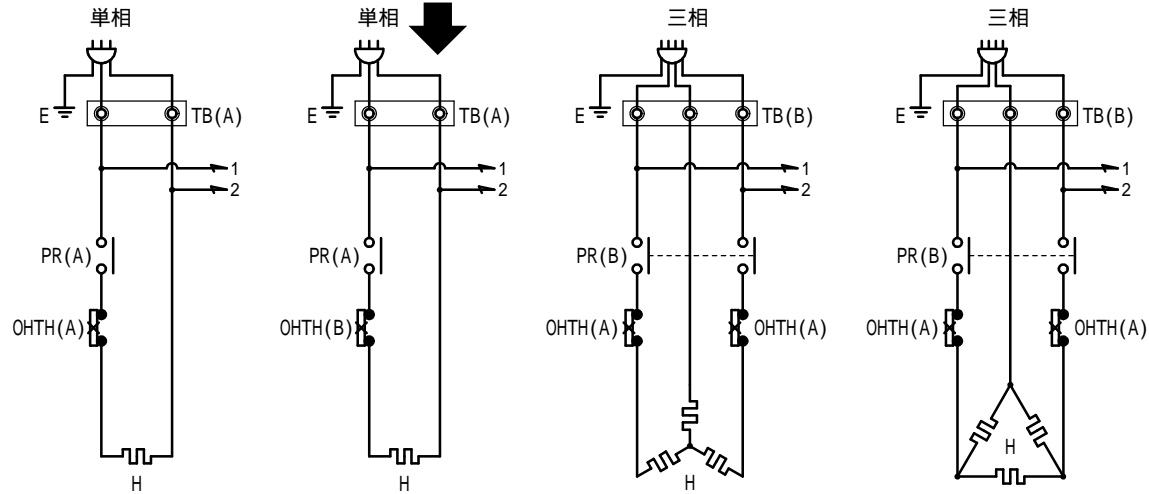 単相 単相 三相 三相
E TB(A) E TB(A) E TB(B) E TB(B)
1 1 1 1
2 2 2 2
PR(A) PR(A) PR(B) PR(B)
OHTH(A) OHTH(B) OHTH(A) OHTH(A) OHTH(A) OHTH(A)
H H H H